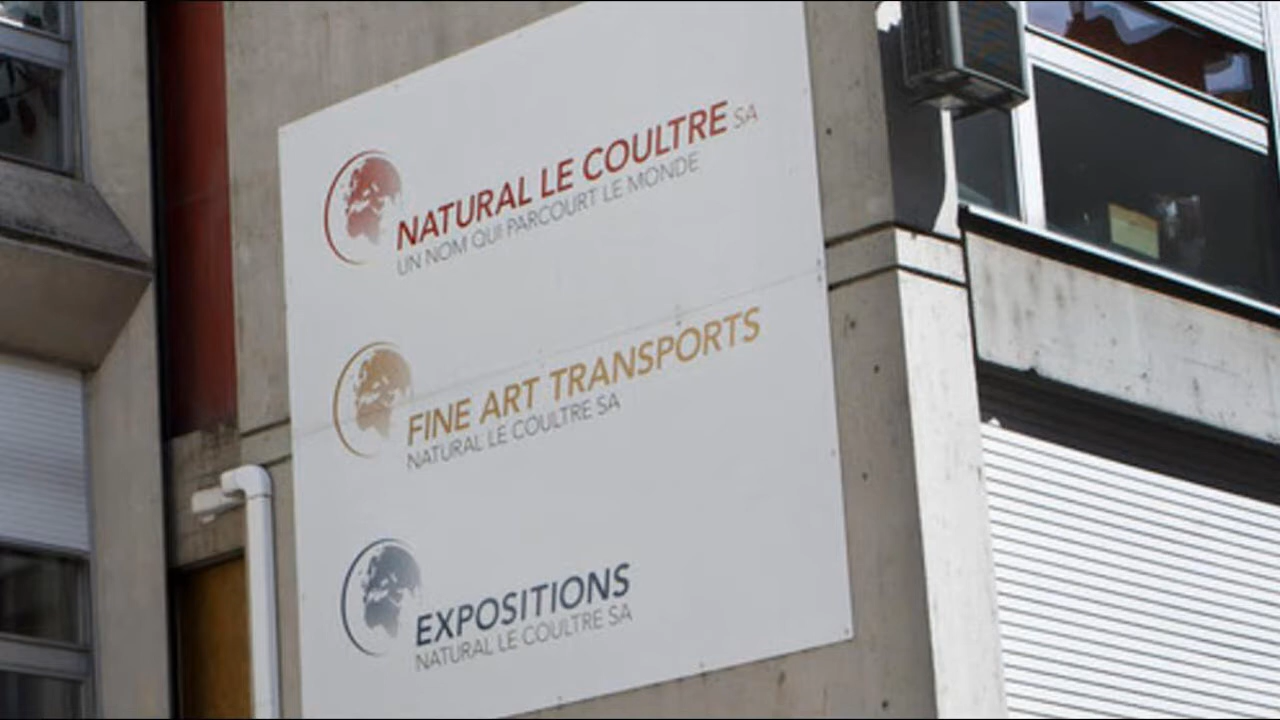 NATURAL LE COULTRE SA
UN NOM QUI PARCOURT LE MONDE
FINE ART TRANSPORTS
NATURAL LE COULTRE SA
EXPOSITIONS
NATURAL LE COULTRE SA